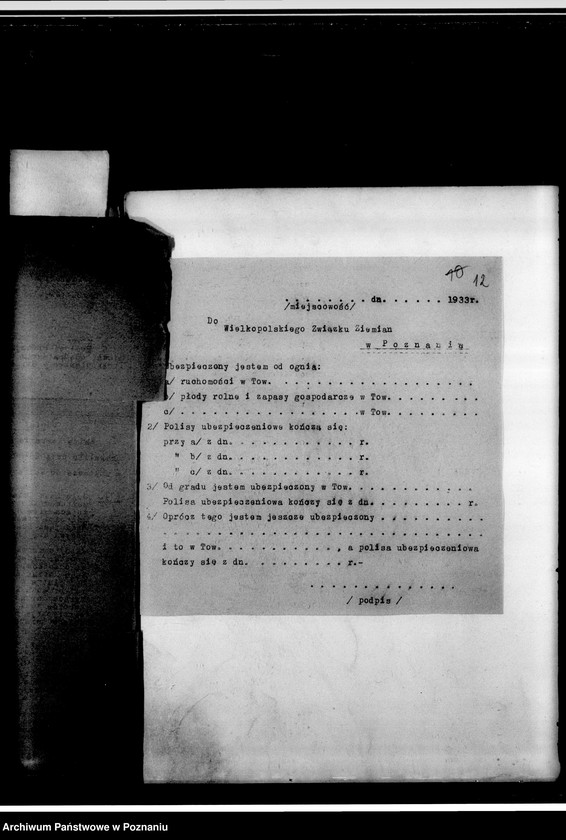 10 12
. . . . . . . . dn. . . . . . 1933r.
/miejscowość/
Do
Wielkopolskiego Związku Ziemian
w Poznaniu
bezpieczony jestem od ognia:
a/ ruchomości w Tow. . . . . . . . . . . . . . . . . . .
b/ płody rolne i zapasy gospodarcze w Tow. . . . . . . . .
c/ . . . . . . . . . . . . . . . . . w Tow. . . . . . . . .
2/ Polisy ubezpieczeniowe kończą się:
przy a/ z dn. . . . . . . . . . . . r.
" b/ z dn. . . . . . . . . . . . r.
" c/ z dn. . . . . . . . . . . . r.
3/ Od gradu jestem ubezpieczony w Tow. . . . . . . . . . . .
Polisa ubezpieczeniowa kończy się z dn. . . . . . . . . r.
4/ Oprócz tego jestem jeszcze ubezpieczony . . . . . . . . . .
. . . . . . . . . . . . . . . . . . . . . . . . . . . . . .
i to w Tow. . . . . . . . . . . , a polisa ubezpieczeniowa
kończy się z dn. . . . . . . . . r.-
. . . . . . . . . . . . . .
/ podpis /
Archiwum Państwowe w Poznaniu